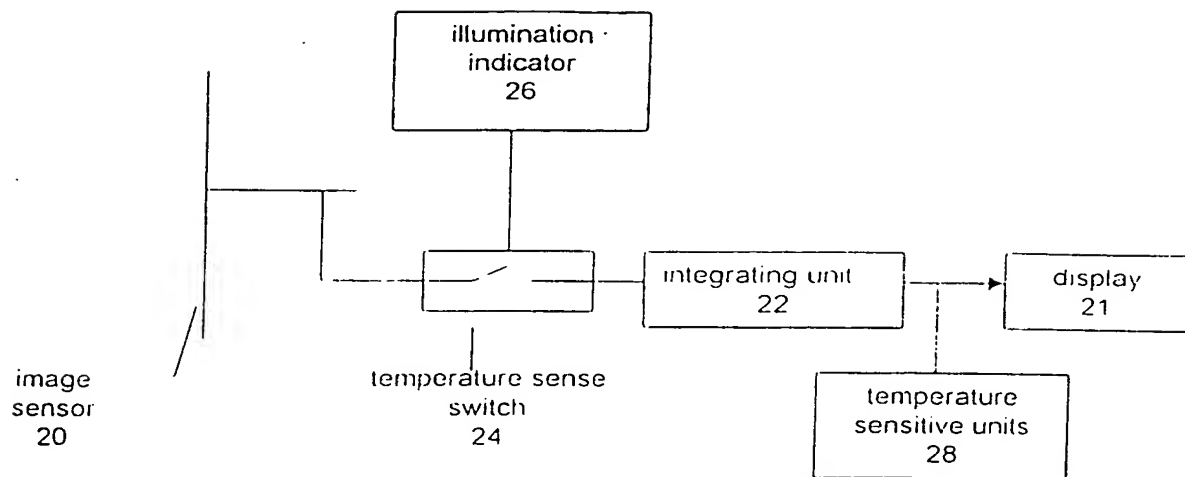 illumination
indicator
26
integrating unit
22
display
21
image
sensor
20
temperature sense
switch
24
temperature
sensitive units
28